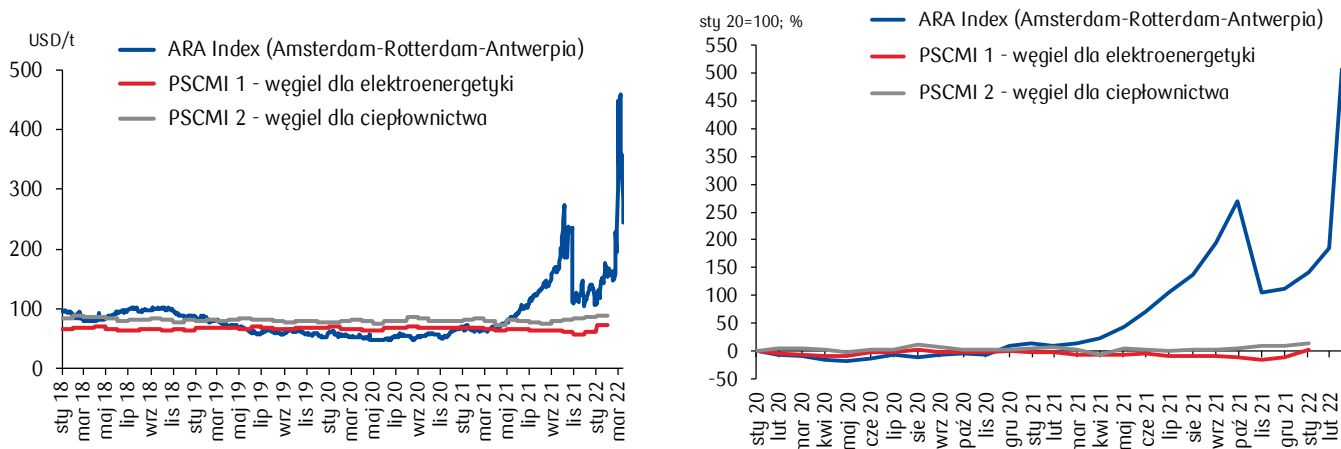 USD/t
ARA Index (Amsterdam-Rotterdam-Antwerpia)
PSCMI 1 - węgiel dla elektroenergetyki
PSCMI 2 - węgiel dla ciepłownictwa
500
400
300
200
100
0
sty 18
mar 18
maj 18
lip 18
wrz 18
lis 18
sty 19
mar 19
maj 19
lip 19
wrz 19
lis 19
sty 20
mar 20
maj 20
lip 20
wrz 20
lis 20
sty 21
mar 21
maj 21
lip 21
wrz 21
lis 21
sty 22
mar 22
sty 20=100; %
ARA Index (Amsterdam-Rotterdam-Antwerpia)
PSCMI 1 - węgiel dla elektroenergetyki
PSCMI 2 - węgiel dla ciepłownictwa
550
500
450
400
350
300
250
200
150
100
50
0
-50
sty 20
lut 20
mar 20
kwi 20
maj 20
cze 20
lip 20
sie 20
wrz 20
paź 20
lis 20
gru 20
sty 21
lut 21
mar 21
kwi 21
maj 21
cze 21
lip 21
sie 21
wrz 21
paź 21
lis 21
gru 21
sty 22
lut 22